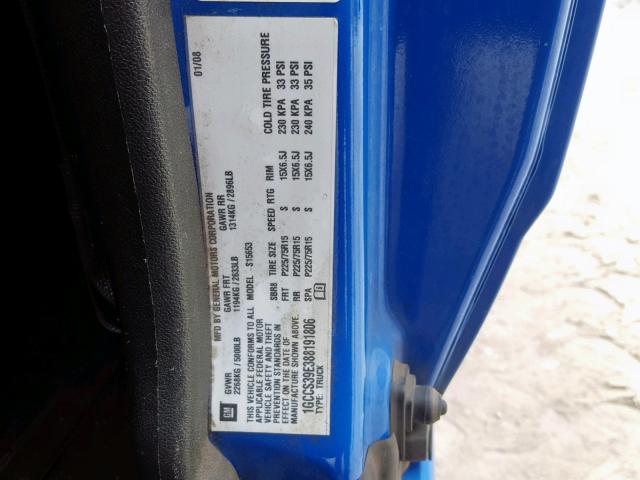 MFD BY GENERAL MOTORS CORPORATION
01/08
GM
GVWR GAWR FRT GAWR RR
2268KG / 5000LB 1194KG / 2633LB 1314KG / 2896LB
THIS VEHICLE CONFORMS TO ALL
APPLICABLE FEDERAL MOTOR
VEHICLE SAFETY AND THEFT
PREVENTION STANDARDS IN
EFFECT ON THE DATE OF
MANUFACTURE SHOWN ABOVE.
1GCCS39E388191806
TYPE: TRUCK
MODEL - S15653
SBR8 TIRE SIZE SPEED RTG RIM COLD TIRE PRESSURE
FRT P225/75R15 S 15X6.5J 230 KPA 33 PSI
RR P225/75R15 S 15X6.5J 230 KPA 33 PSI
SPA P225/75R15 S 15X6.5J 240 KPA 35 PSI